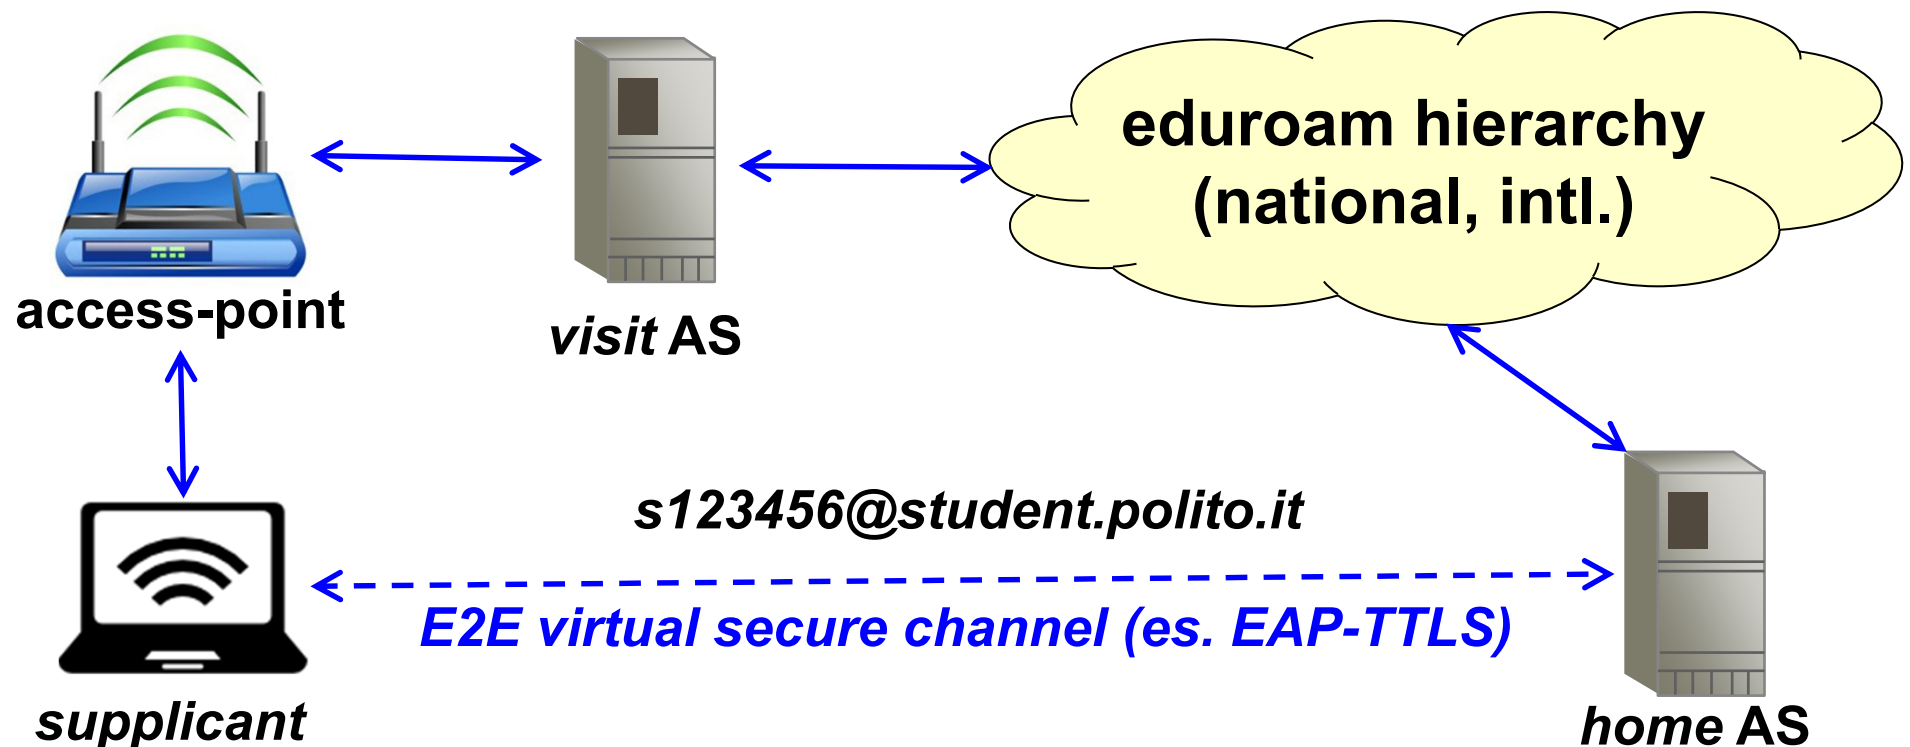 eduroam hierarchy
(national, intl.)
access-point
visit AS
s123456@student.polito.it
E2E virtual secure channel (es. EAP-TTLS)
supplicant
home AS